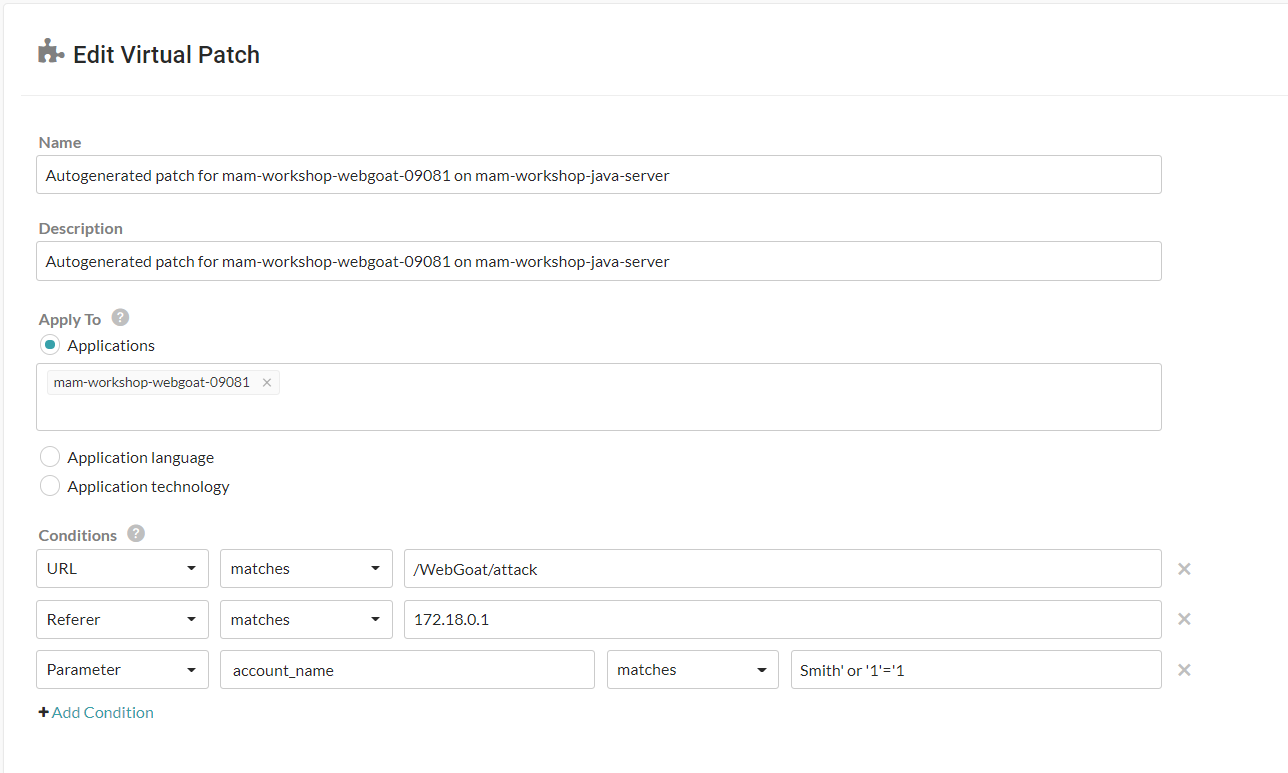 Edit Virtual Patch
Name
Autogenerated patch for mam-workshop-webgoat-09081 on mam-workshop-java-server
Description
Autogenerated patch for mam-workshop-webgoat-09081 on mam-workshop-java-server
Apply To ?
Applications
mam-workshop-webgoat-09081 ×
Application language
Application technology
Conditions ?
URL matches /WebGoat/attack ×
Referer matches 172.18.0.1 ×
Parameter account_name matches Smith' or '1'='1 ×
+ Add Condition